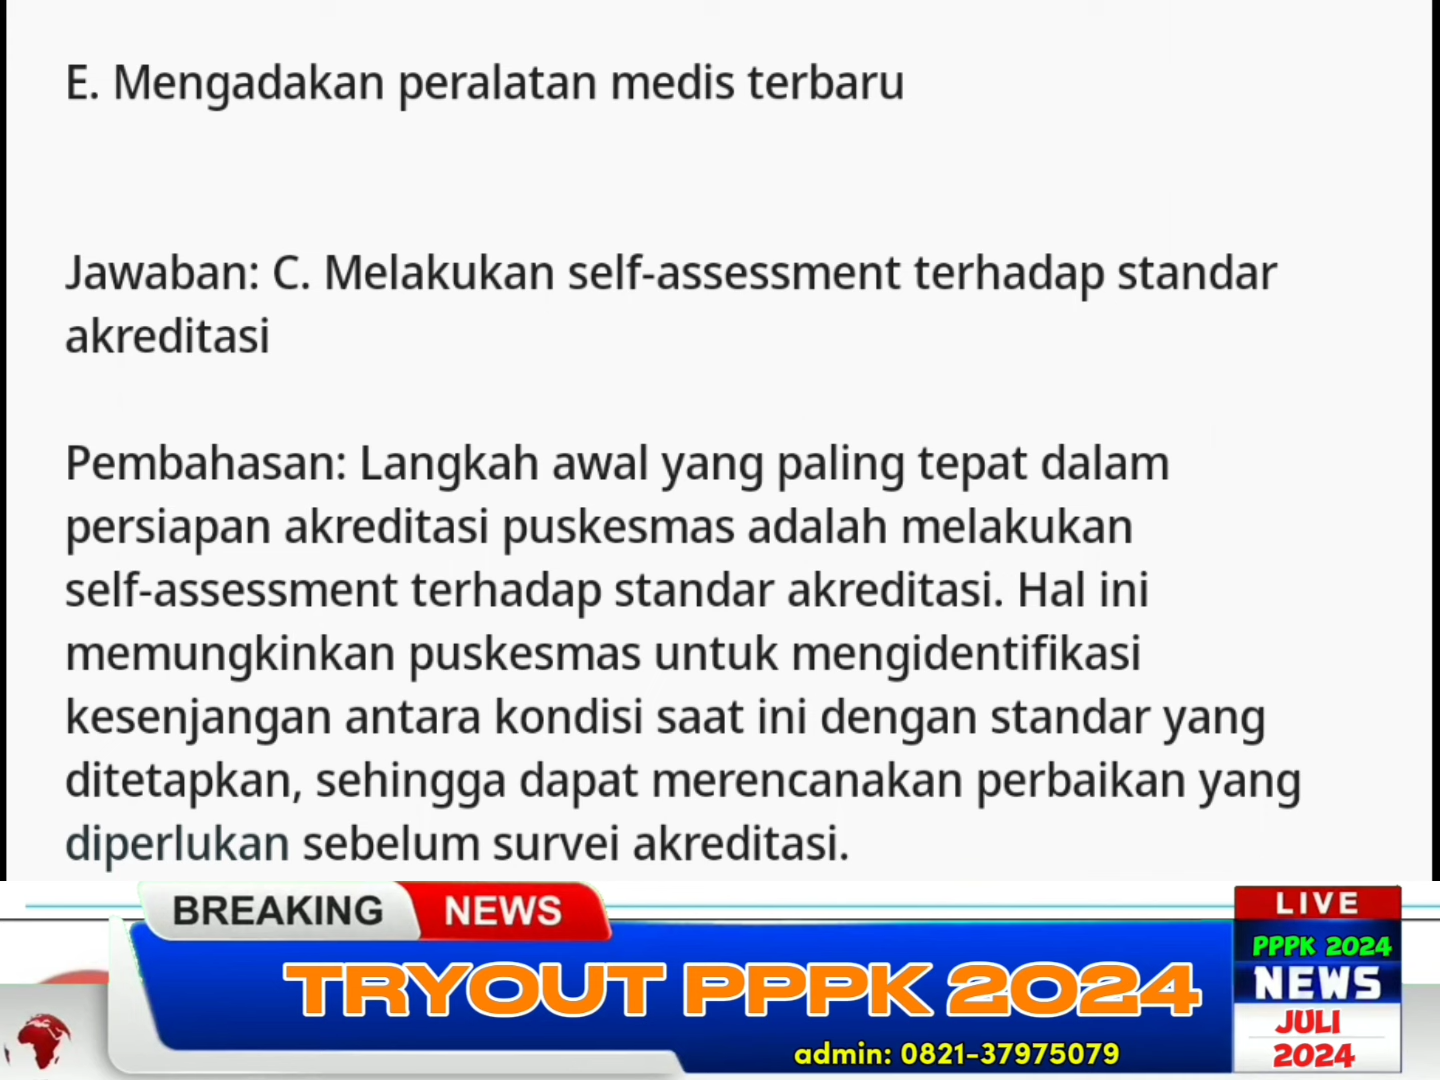 E. Mengadakan peralatan medis terbaru
Jawaban: C. Melakukan self-assessment terhadap standar
akreditasi
Pembahasan: Langkah awal yang paling tepat dalam
persiapan akreditasi puskesmas adalah melakukan
self-assessment terhadap standar akreditasi. Hal ini
memungkinkan puskesmas untuk mengidentifikasi
kesenjangan antara kondisi saat ini dengan standar yang
ditetapkan, sehingga dapat merencanakan perbaikan yang
diperlukan sebelum survei akreditasi.
BREAKING NEWS
TRYOUT PPPK 2024
admin: 0821-37975079
LIVE
PPPK 2024
NEWS
JULI
2024